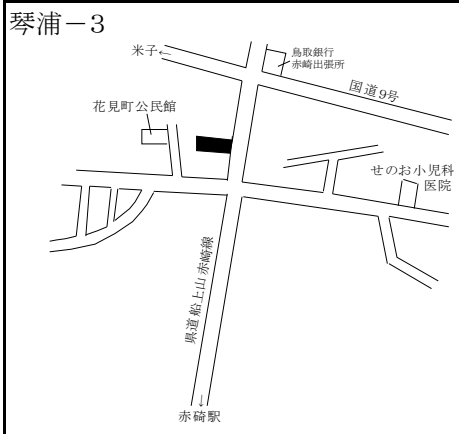 琴浦－3
米子←
鳥取銀行
赤崎出張所
国道9号
花見町公民館
せのお小児科
医院
県道船上山赤崎線
↓
赤碕駅